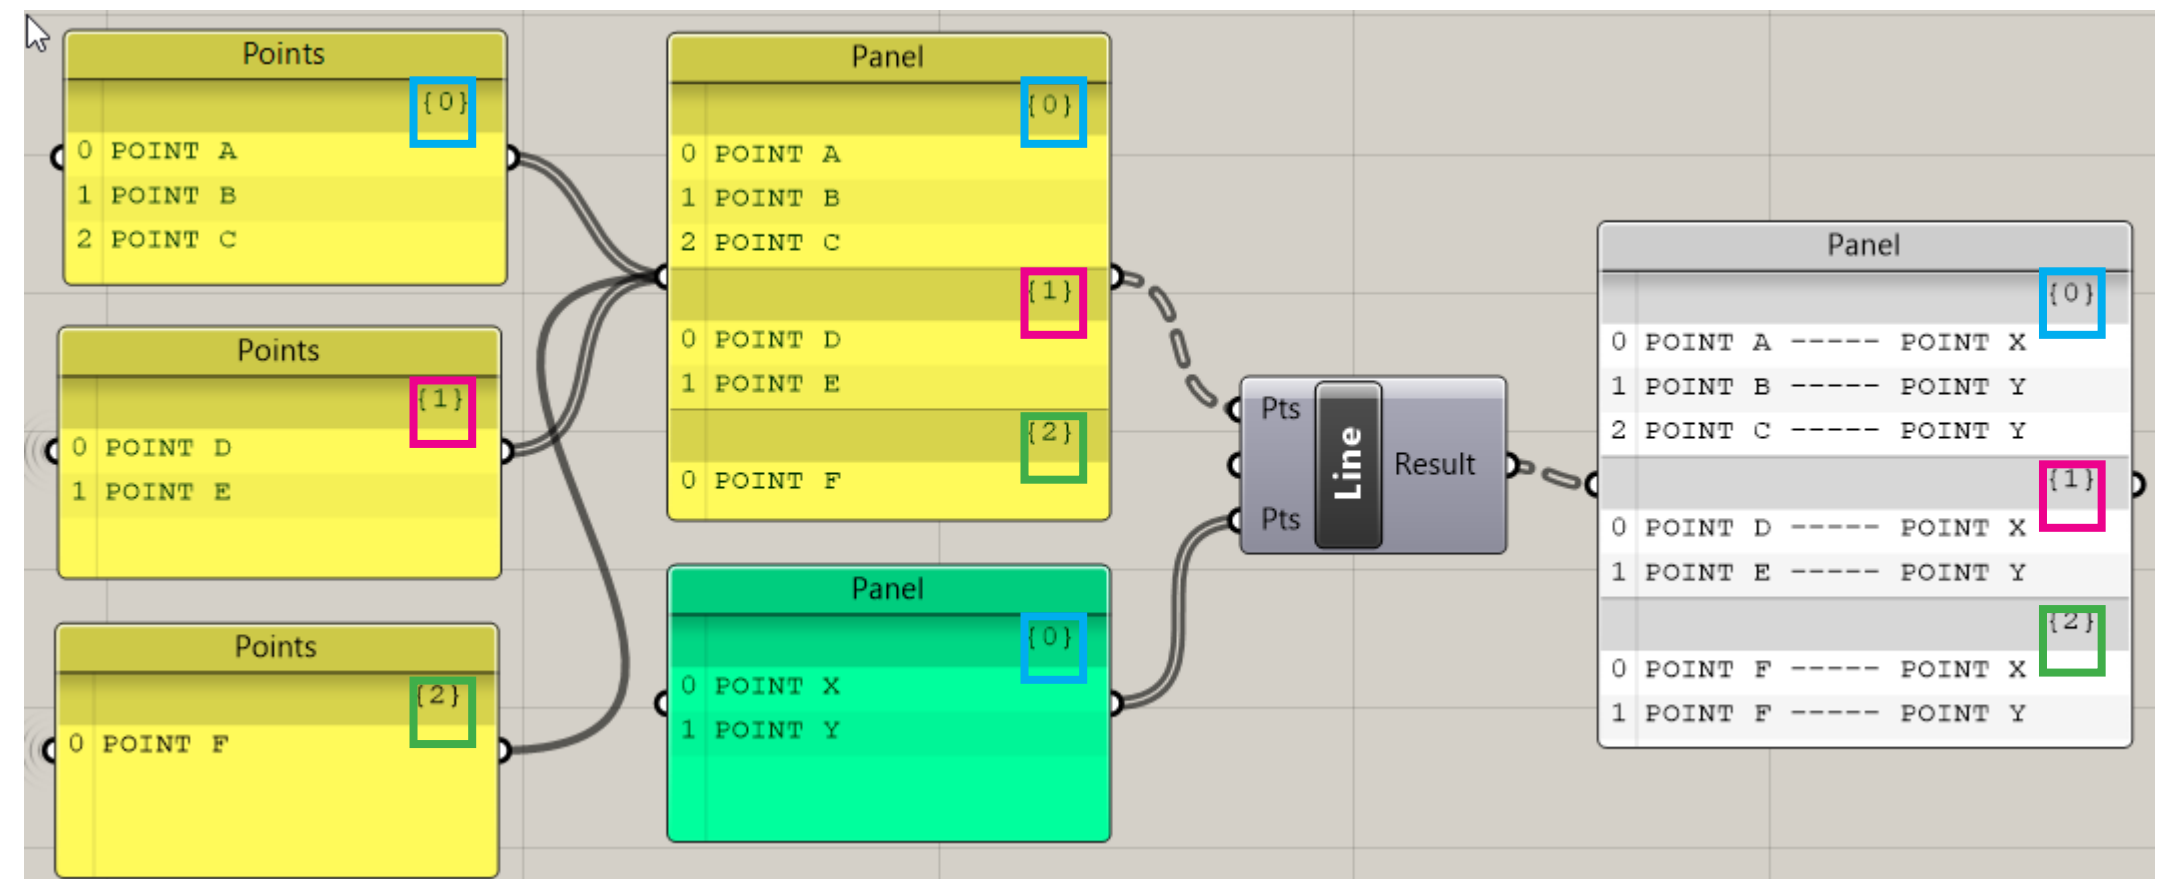 Points
{0}
0 POINT A
1 POINT B
2 POINT C
Points
{1}
0 POINT D
1 POINT E
Points
{2}
0 POINT F
Panel
{0}
0 POINT A
1 POINT B
2 POINT C
{1}
0 POINT D
1 POINT E
{2}
0 POINT F
Panel
{0}
0 POINT X
1 POINT Y
Pts
Pts
Line
Result
Panel
{0}
0 POINT A ----- POINT X
1 POINT B ----- POINT Y
2 POINT C ----- POINT Y
{1}
0 POINT D ----- POINT X
1 POINT E ----- POINT Y
{2}
0 POINT F ----- POINT X
1 POINT F ----- POINT Y